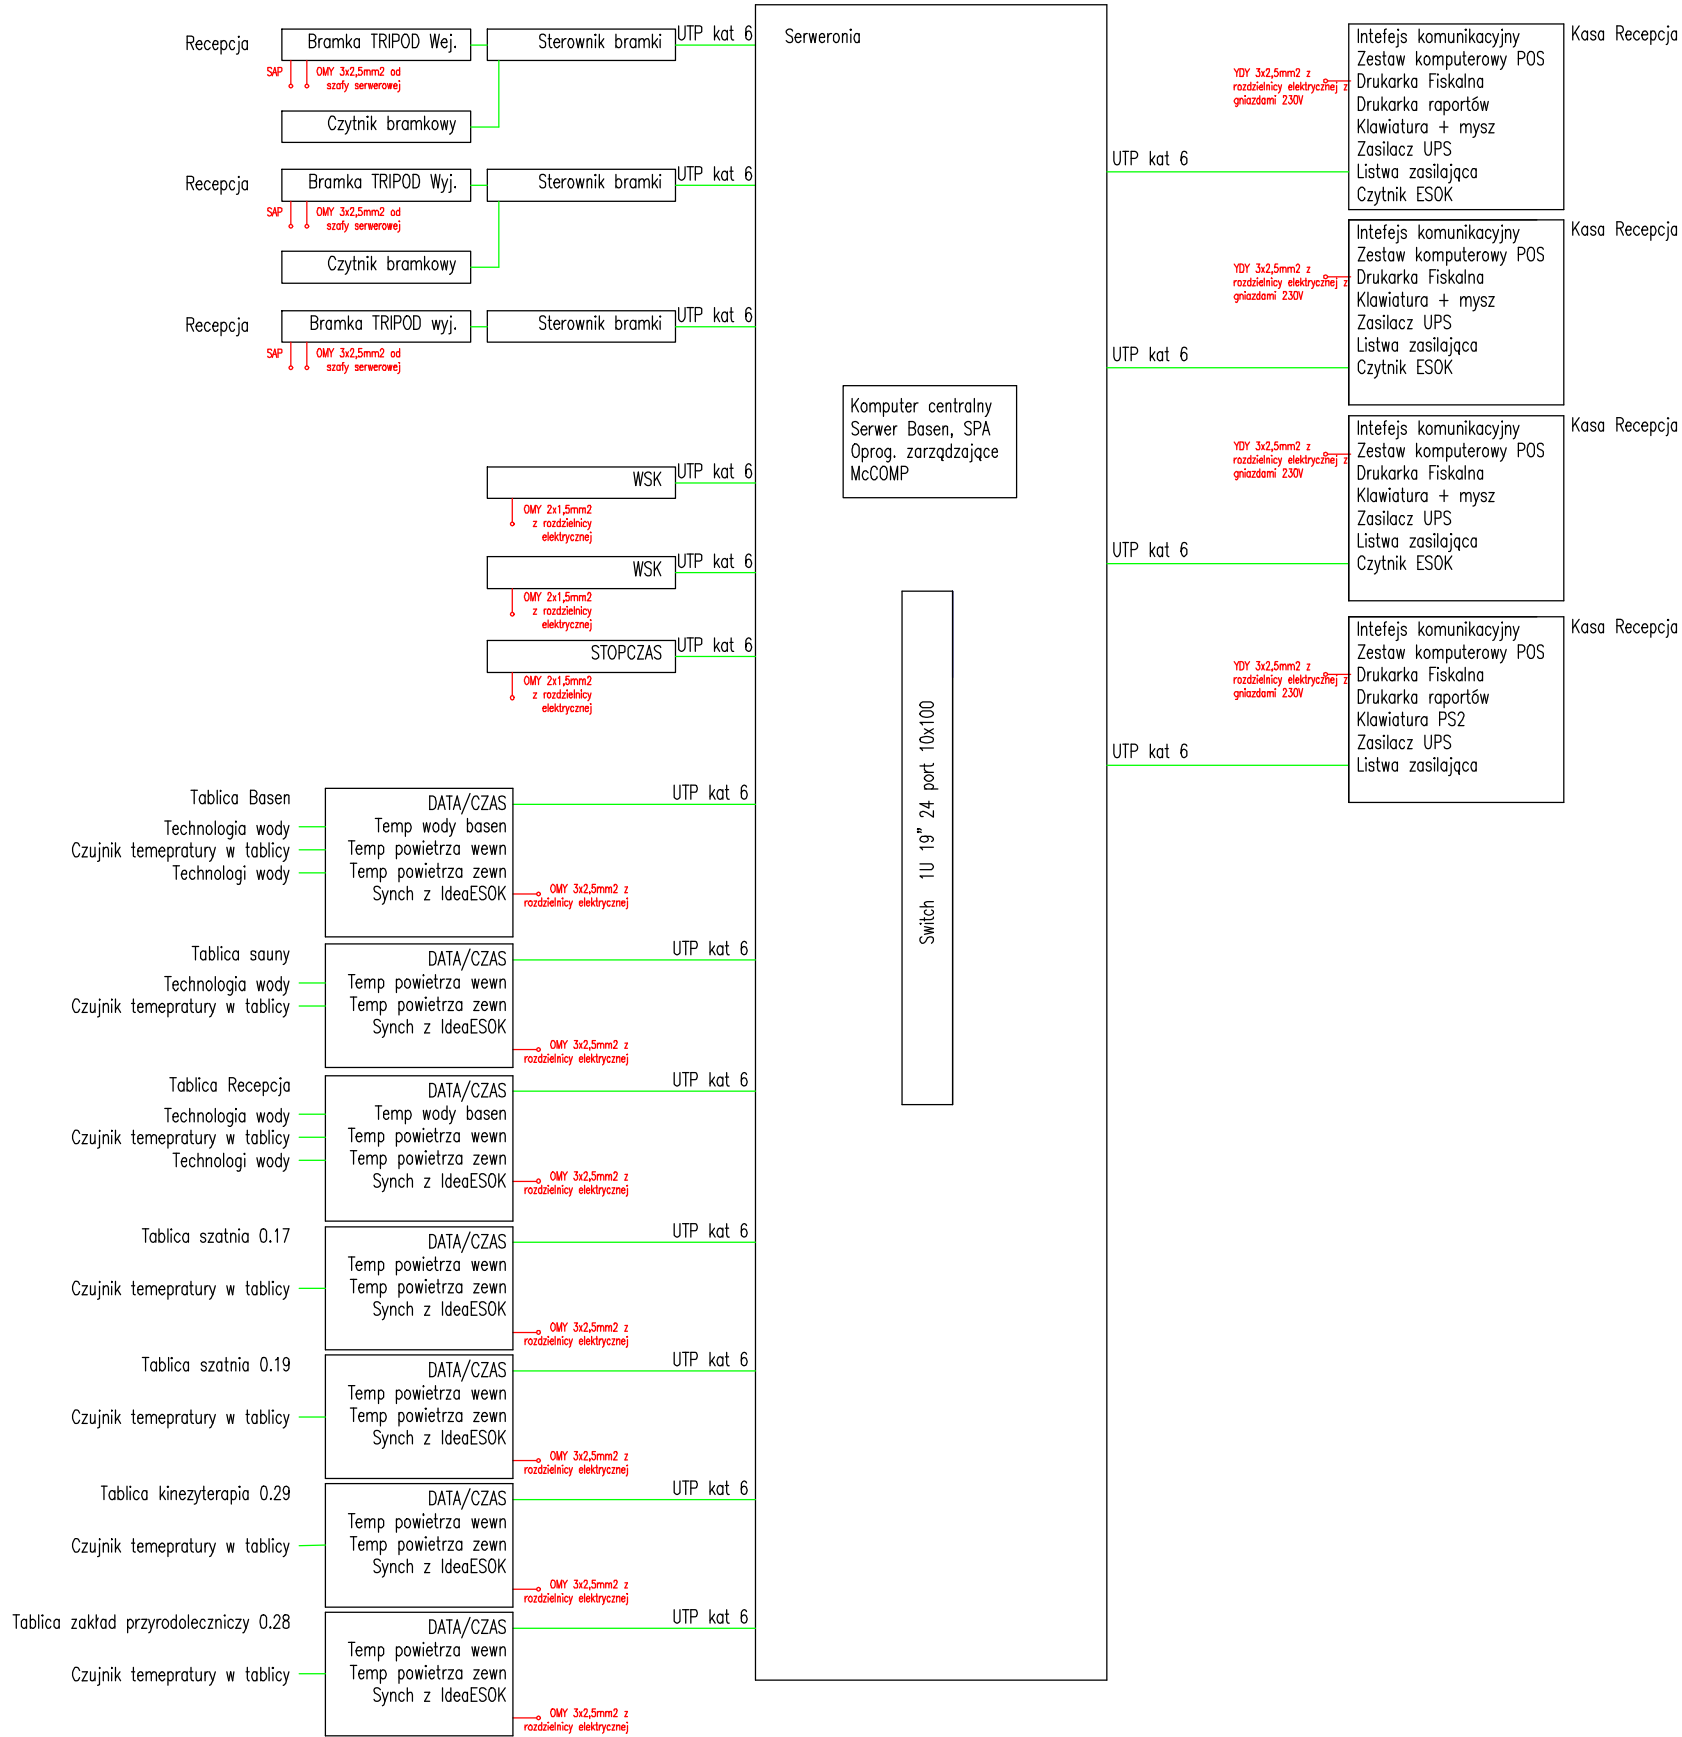 Recepcja
Bramka TRIPOD Wej.
Sterownik bramki
UTP kat 6
SAP
OMY 3x2,5mm2 od
szafy serwerowej
Czytnik bramkowy
Recepcja
Bramka TRIPOD Wyj.
Sterownik bramki
UTP kat 6
SAP
OMY 3x2,5mm2 od
szafy serwerowej
Czytnik bramkowy
Recepcja
Bramka TRIPOD wyj.
Sterownik bramki
UTP kat 6
SAP
OMY 3x2,5mm2 od
szafy serwerowej
WSK
UTP kat 6
OMY 2x1,5mm2
z rozdzielnicy
elektrycznej
WSK
UTP kat 6
OMY 2x1,5mm2
z rozdzielnicy
elektrycznej
STOPCZAS
UTP kat 6
OMY 2x1,5mm2
z rozdzielnicy
elektrycznej
Tablica Basen
Technologia wody
Czujnik temepratury w tablicy
Technologi wody
DATA/CZAS
Temp wody basen
Temp powietrza wewn
Temp powietrza zewn
Synch z IdeaESOK
UTP kat 6
OMY 3x2,5mm2 z
rozdzielnicy elektrycznej
Tablica sauny
Technologia wody
Czujnik temepratury w tablicy
DATA/CZAS
Temp powietrza wewn
Temp powietrza zewn
Synch z IdeaESOK
UTP kat 6
OMY 3x2,5mm2 z
rozdzielnicy elektrycznej
Tablica Recepcja
Technologia wody
Czujnik temepratury w tablicy
Technologi wody
DATA/CZAS
Temp wody basen
Temp powietrza wewn
Temp powietrza zewn
Synch z IdeaESOK
UTP kat 6
OMY 3x2,5mm2 z
rozdzielnicy elektrycznej
Tablica szatnia 0.17
Czujnik temepratury w tablicy
DATA/CZAS
Temp powietrza wewn
Temp powietrza zewn
Synch z IdeaESOK
UTP kat 6
OMY 3x2,5mm2 z
rozdzielnicy elektrycznej
Tablica szatnia 0.19
Czujnik temepratury w tablicy
DATA/CZAS
Temp powietrza wewn
Temp powietrza zewn
Synch z IdeaESOK
UTP kat 6
OMY 3x2,5mm2 z
rozdzielnicy elektrycznej
Tablica kinezyterapia 0.29
Czujnik temepratury w tablicy
DATA/CZAS
Temp powietrza wewn
Temp powietrza zewn
Synch z IdeaESOK
UTP kat 6
OMY 3x2,5mm2 z
rozdzielnicy elektrycznej
Tablica zakład przyrodoleczniczy 0.28
Czujnik temepratury w tablicy
DATA/CZAS
Temp powietrza wewn
Temp powietrza zewn
Synch z IdeaESOK
UTP kat 6
OMY 3x2,5mm2 z
rozdzielnicy elektrycznej
Serweronia
Komputer centralny
Serwer Basen, SPA
Oprog. zarządzające
McCOMP
Switch 1U 19" 24 port 10x100
YDY 3x2,5mm2 z
rozdzielnicy elektrycznej z
gniazdami 230V
UTP kat 6
Intefejs komunikacyjny
Zestaw komputerowy POS
Drukarka Fiskalna
Drukarka raportów
Klawiatura + mysz
Zasilacz UPS
Listwa zasilająca
Czytnik ESOK
Kasa Recepcja
YDY 3x2,5mm2 z
rozdzielnicy elektrycznej z
gniazdami 230V
UTP kat 6
Intefejs komunikacyjny
Zestaw komputerowy POS
Drukarka Fiskalna
Klawiatura + mysz
Zasilacz UPS
Listwa zasilająca
Czytnik ESOK
Kasa Recepcja
YDY 3x2,5mm2 z
rozdzielnicy elektrycznej z
gniazdami 230V
UTP kat 6
Intefejs komunikacyjny
Zestaw komputerowy POS
Drukarka Fiskalna
Klawiatura + mysz
Zasilacz UPS
Listwa zasilająca
Czytnik ESOK
Kasa Recepcja
YDY 3x2,5mm2 z
rozdzielnicy elektrycznej z
gniazdami 230V
UTP kat 6
Intefejs komunikacyjny
Zestaw komputerowy POS
Drukarka Fiskalna
Drukarka raportów
Klawiatura PS2
Zasilacz UPS
Listwa zasilająca
Kasa Recepcja